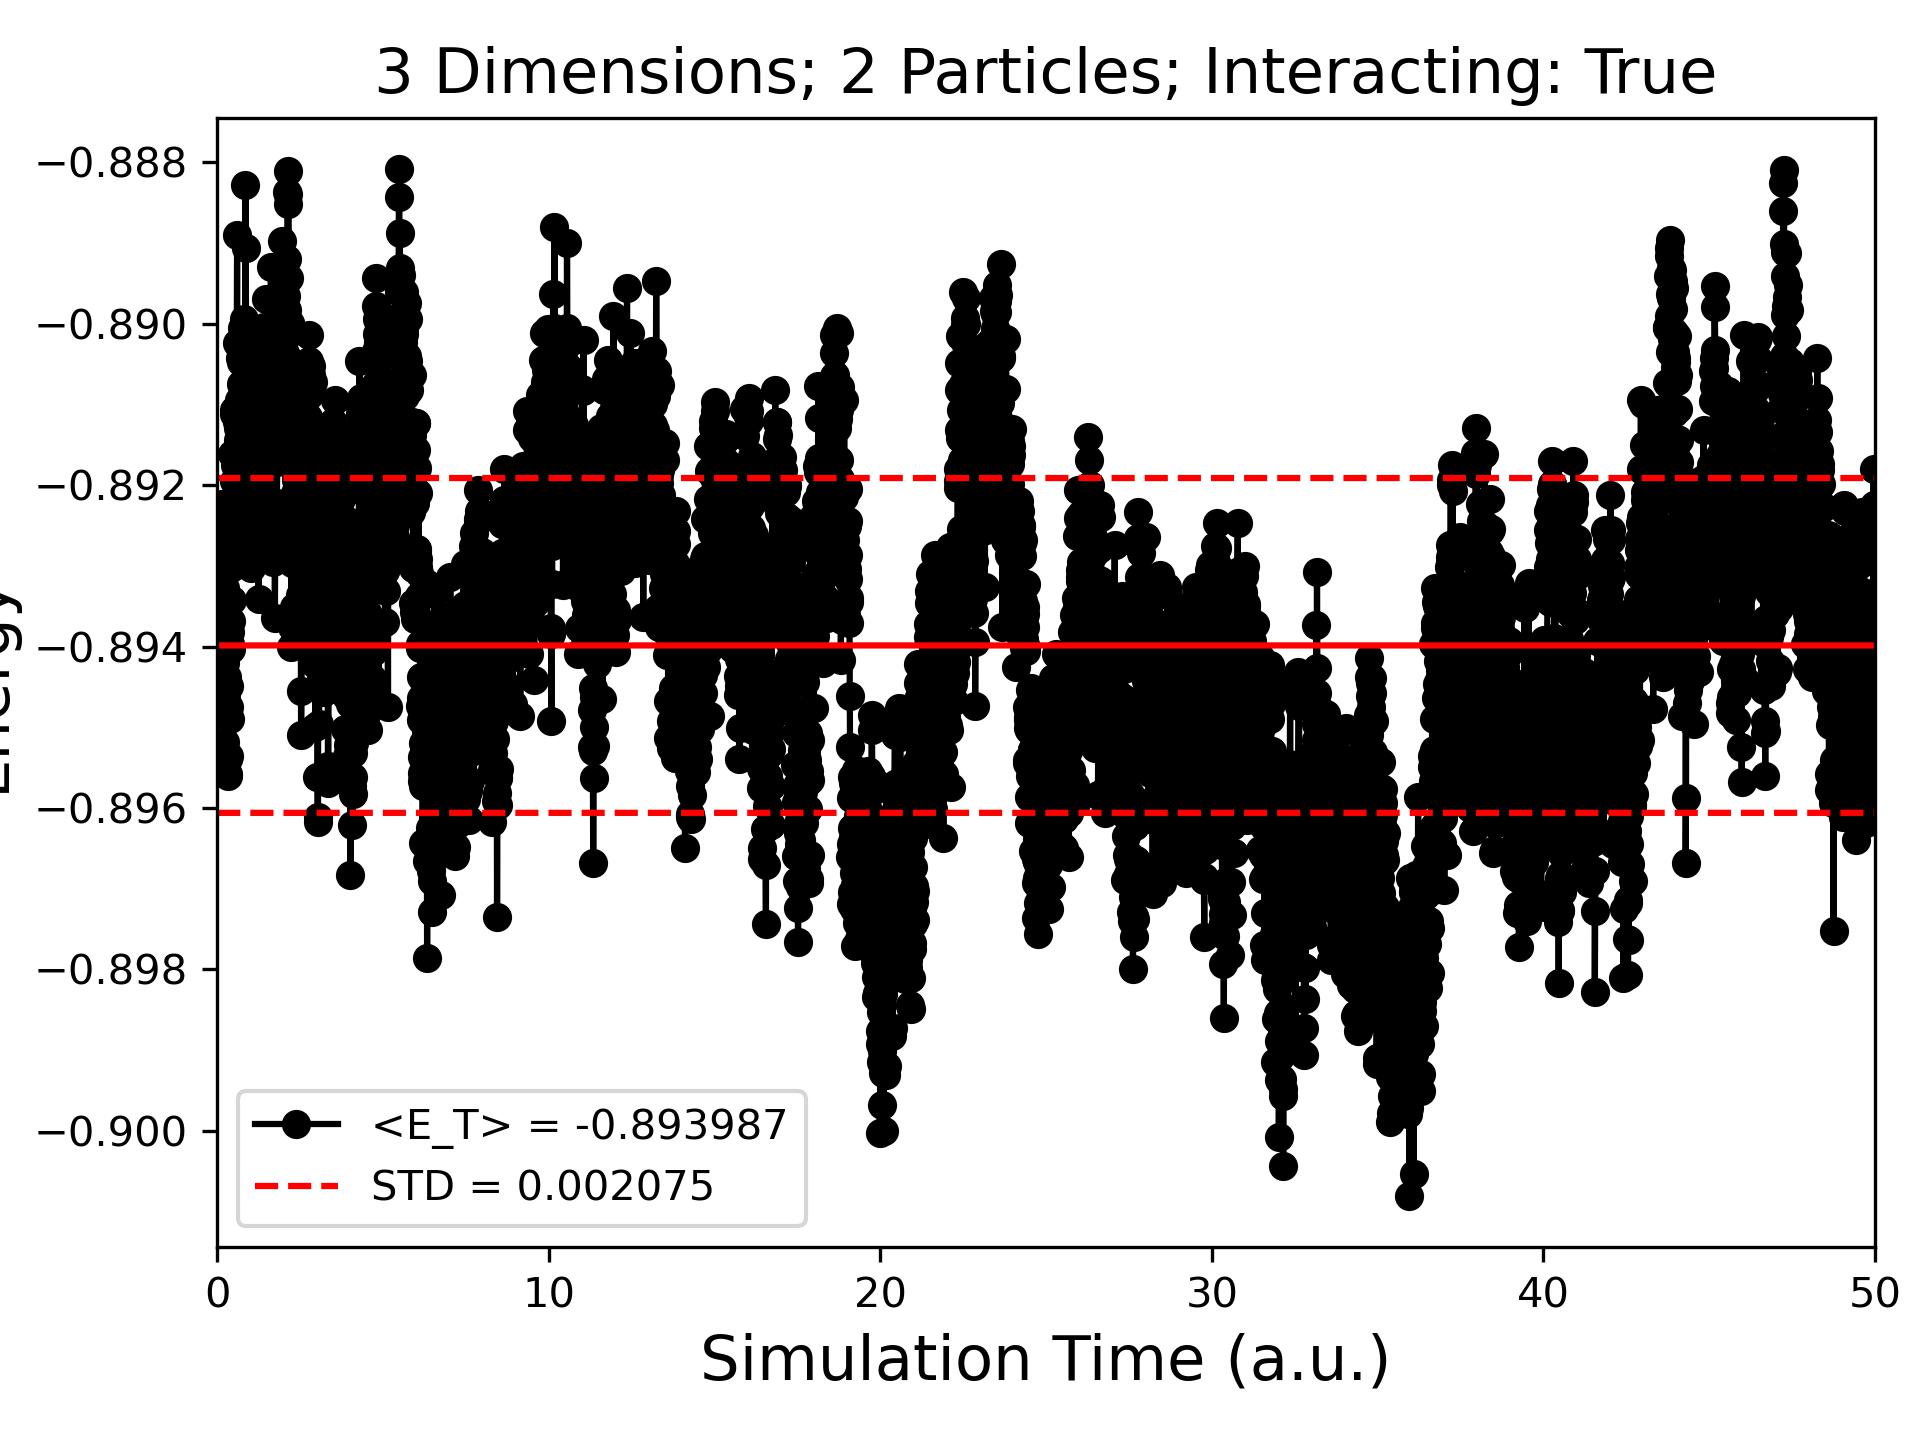 3 Dimensions; 2 Particles; Interacting: True
−0.888
−0.890
−0.892
−0.894
−0.896
−0.898
−0.900
Energy
<E_T> = -0.893987
STD = 0.002075
0 10 20 30 40 50
Simulation Time (a.u.)